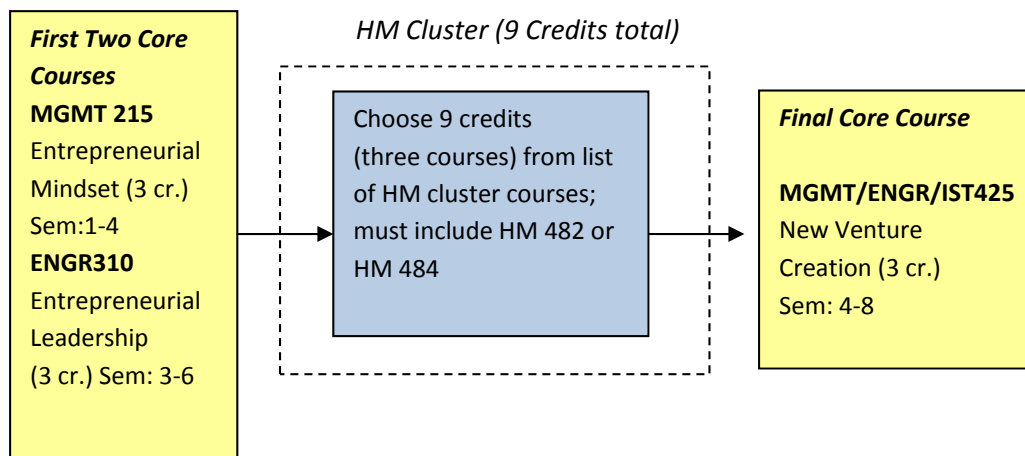 First Two Core
Courses
MGMT 215
Entrepreneurial
Mindset (3 cr.)
Sem:1-4
ENGR310
Entrepreneurial
Leadership
(3 cr.) Sem: 3-6
HM Cluster (9 Credits total)
Choose 9 credits
(three courses) from list
of HM cluster courses;
must include HM 482 or
HM 484
Final Core Course
MGMT/ENGR/IST425
New Venture
Creation (3 cr.)
Sem: 4-8